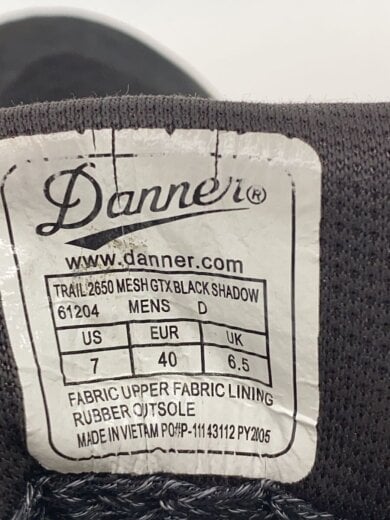 Danner®
www.danner.com
TRAIL 2650 MESH GTX BLACK SHADOW
61204 MENS D
US EUR UK
7 40 6.5
FABRIC UPPER FABRIC LINING
RUBBER OUTSOLE
MADE IN VIETAM PO#P-11143112 PY2005